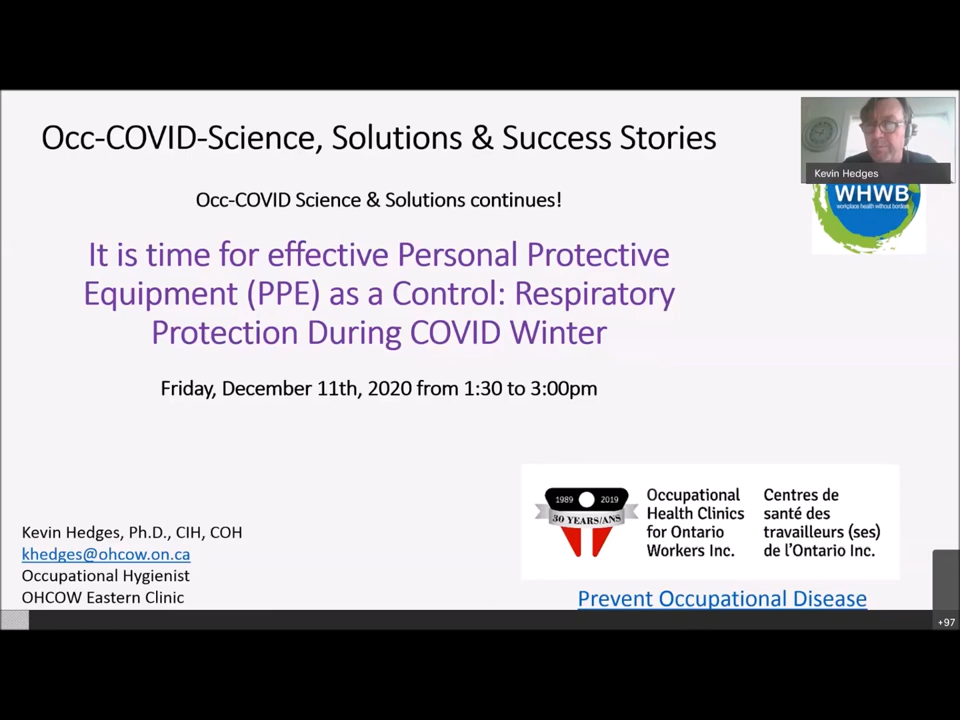 Occ-COVID-Science, Solutions & Success Stories
Kevin Hedges
WHWB
workplace health without borders
Occ-COVID Science & Solutions continues!
It is time for effective Personal Protective
Equipment (PPE) as a Control: Respiratory
Protection During COVID Winter
Friday, December 11th, 2020 from 1:30 to 3:00pm
1989 2019
30 YEARS/ANS
Occupational
Health Clinics
for Ontario
Workers Inc.
Centres de
santé des
travailleurs (ses)
de l'Ontario Inc.
Kevin Hedges, Ph.D., CIH, COH
khedges@ohcow.on.ca
Occupational Hygienist
OHCOW Eastern Clinic
Prevent Occupational Disease
+97